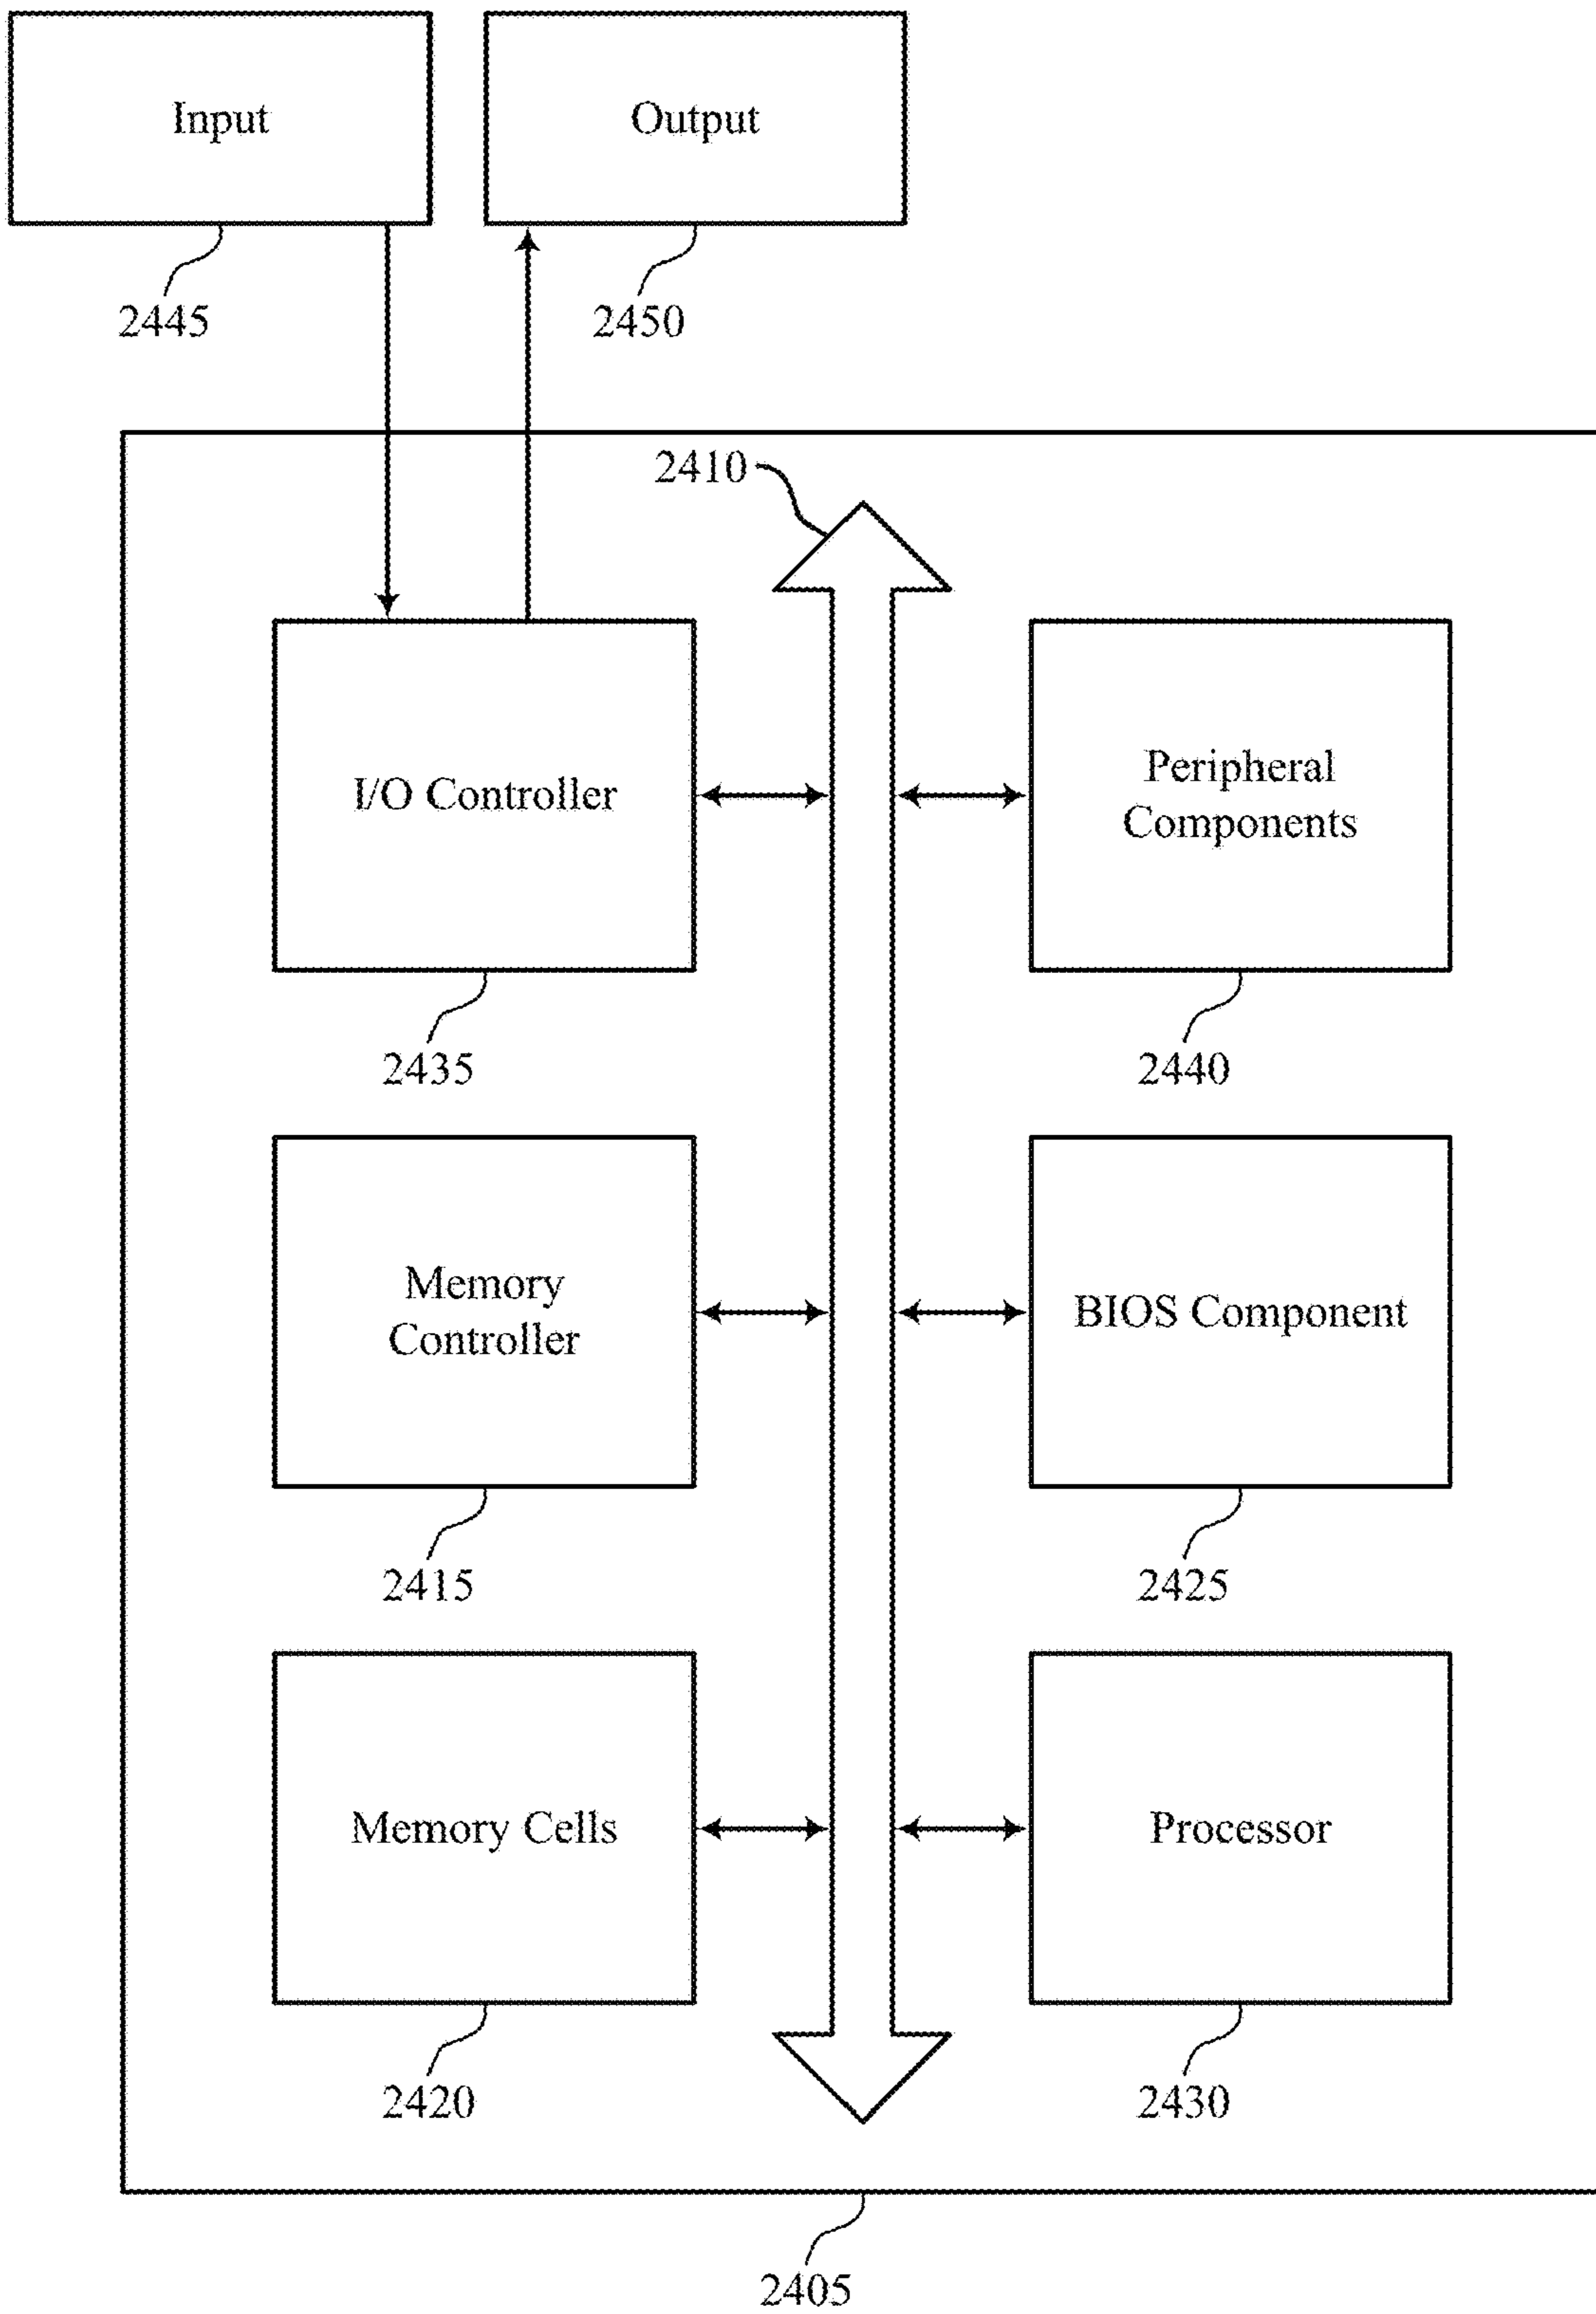 Input
Output
2445
2450
2410
I/O Controller
Peripheral
Components
2435
2440
Memory
Controller
BIOS Component
2415
2425
Memory Cells
Processor
2420
2430
2405